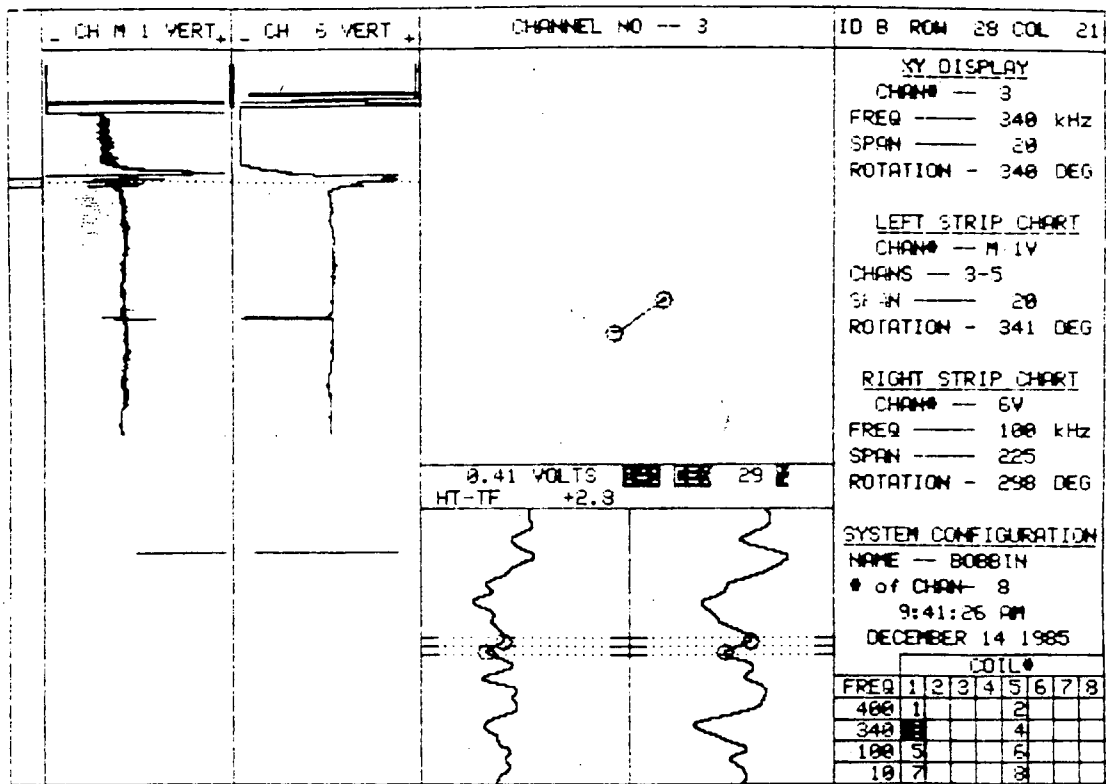 _ CH M 1 VERT +
_ CH 6 VERT +
CHANNEL NO -- 3
ID B ROW 28 COL 21
XY DISPLAY
CHAN# -- 3
FREQ ---- 340 kHz
SPAN ---- 20
ROTATION - 340 DEG
LEFT STRIP CHART
CHAN# -- M 1V
CHANS -- 3-5
SPAN ---- 20
ROTATION - 341 DEG
RIGHT STRIP CHART
CHAN# -- 6V
FREQ ---- 100 kHz
SPAN ---- 225
ROTATION - 298 DEG
0.41 VOLTS 29
HT-TF +2.8
SYSTEM CONFIGURATION
NAME -- BOBBIN
# of CHAN- 8
9:41:26 AM
DECEMBER 14 1985
COIL#
FREQ 1 2 3 4 5 6 7 8
400 1 2
340 4
100 5 6
10 7 8